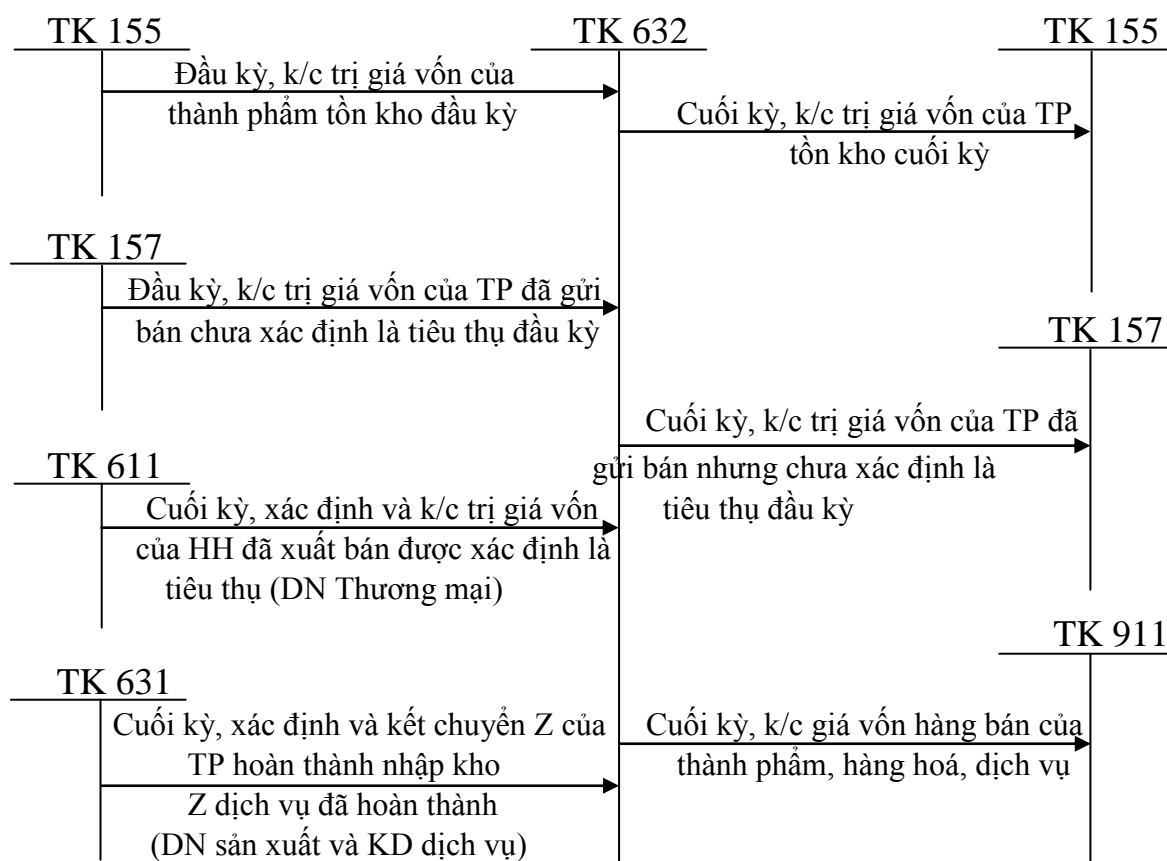 TK 155
TK 632
TK 155
Đầu kỳ, k/c trị giá vốn của
thành phẩm tồn kho đầu kỳ
Cuối kỳ, k/c trị giá vốn của TP
tồn kho cuối kỳ
TK 157
Đầu kỳ, k/c trị giá vốn của TP đã gửi
bán chưa xác định là tiêu thụ đầu kỳ
TK 157
Cuối kỳ, k/c trị giá vốn của TP đã
gửi bán nhưng chưa xác định là
tiêu thụ đầu kỳ
TK 611
Cuối kỳ, xác định và k/c trị giá vốn
của HH đã xuất bán được xác định là
tiêu thụ (DN Thương mại)
TK 911
TK 631
Cuối kỳ, xác định và kết chuyển Z của
TP hoàn thành nhập kho
Z dịch vụ đã hoàn thành
(DN sản xuất và KD dịch vụ)
Cuối kỳ, k/c giá vốn hàng bán của
thành phẩm, hàng hoá, dịch vụ